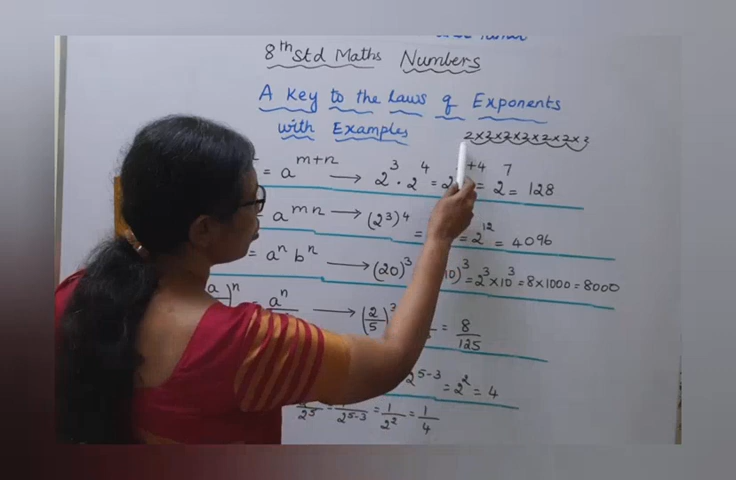 8th Std Maths Numbers
A Key to the Laws of Exponents
with Examples
2×2×2×2×2×2×2
= a^{m+n} → 2^3 · 2^4 = 2 +4 = 2^7 = 128
= a^{mn} → (2^3)^4 = = 2^{12} = 4096
= a^n b^n → (20)^3 10)^3 = 2^3 × 10^3 = 8 × 1000 = 8000
a)^n = a^n → (2/5)^3 = 8/125
2^{5-3} = 2^2 = 4
2^5 = 1/2^{5-3} = 1/2^2 = 1/4